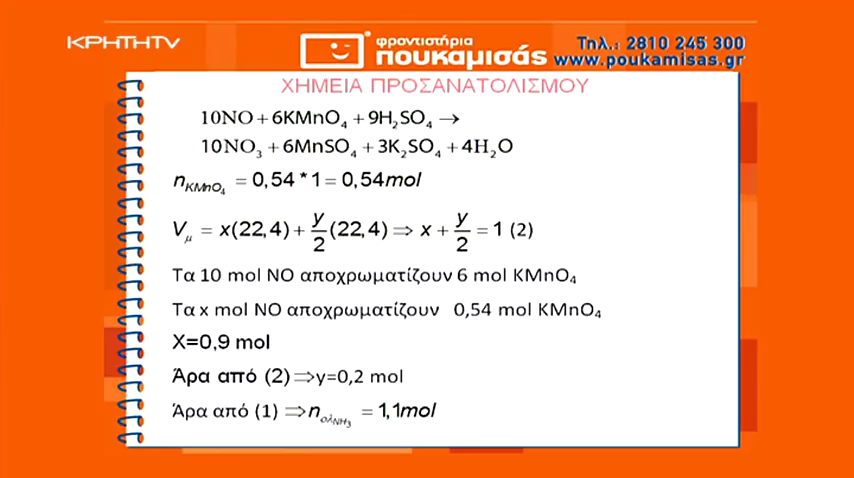 ΚΡΗΤΗTV
φροντιστήρια
πουκαμισάς
Τηλ.: 2810 245 300
www.poukamisas.gr
ΧΗΜΕΙΑ ΠΡΟΣΑΝΑΤΟΛΙΣΜΟΥ
10NO + 6KMnO₄ + 9H₂SO₄ →
10NO₃ + 6MnSO₄ + 3K₂SO₄ + 4H₂O
n_KMnO₄ = 0,54 * 1 = 0,54mol
V_μ = x(22,4) + y/2(22,4) ⇒ x + y/2 = 1 (2)
Τα 10 mol NO αποχρωματίζουν 6 mol KMnO₄
Τα x mol NO αποχρωματίζουν 0,54 mol KMnO₄
X=0,9 mol
Άρα από (2) ⇒y=0,2 mol
Άρα από (1) ⇒n_ολNH₃ = 1,1mol